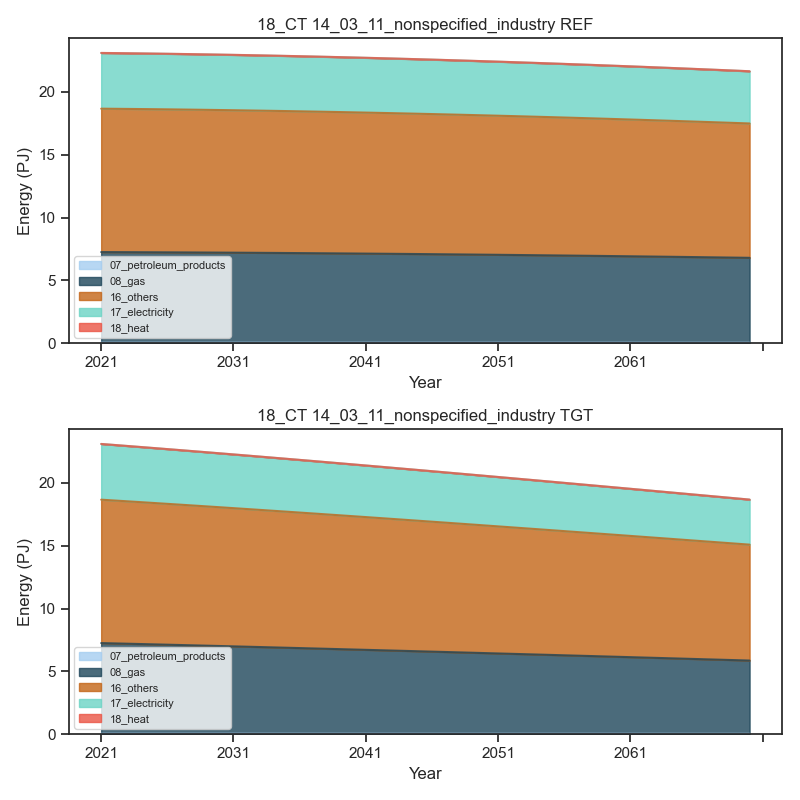 18_CT 14_03_11_nonspecified_industry REF
Energy (PJ)
20
15
10
5
0
07_petroleum_products
08_gas
16_others
17_electricity
18_heat
2021 2031 2041 2051 2061
Year
18_CT 14_03_11_nonspecified_industry TGT
Energy (PJ)
20
15
10
5
0
07_petroleum_products
08_gas
16_others
17_electricity
18_heat
2021 2031 2041 2051 2061
Year